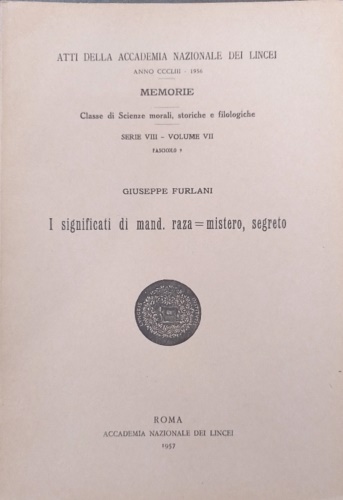 ATTI DELLA ACCADEMIA NAZIONALE DEI LINCEI
ANNO CCCLIII - 1956
MEMORIE
Classe di Scienze morali, storiche e filologiche
SERIE VIII - VOLUME VII
FASCICOLO
GIUSEPPE FURLANI
I significati di mand. raza = mistero, segreto
ROMA
ACCADEMIA NAZIONALE DEI LINCEI
1957